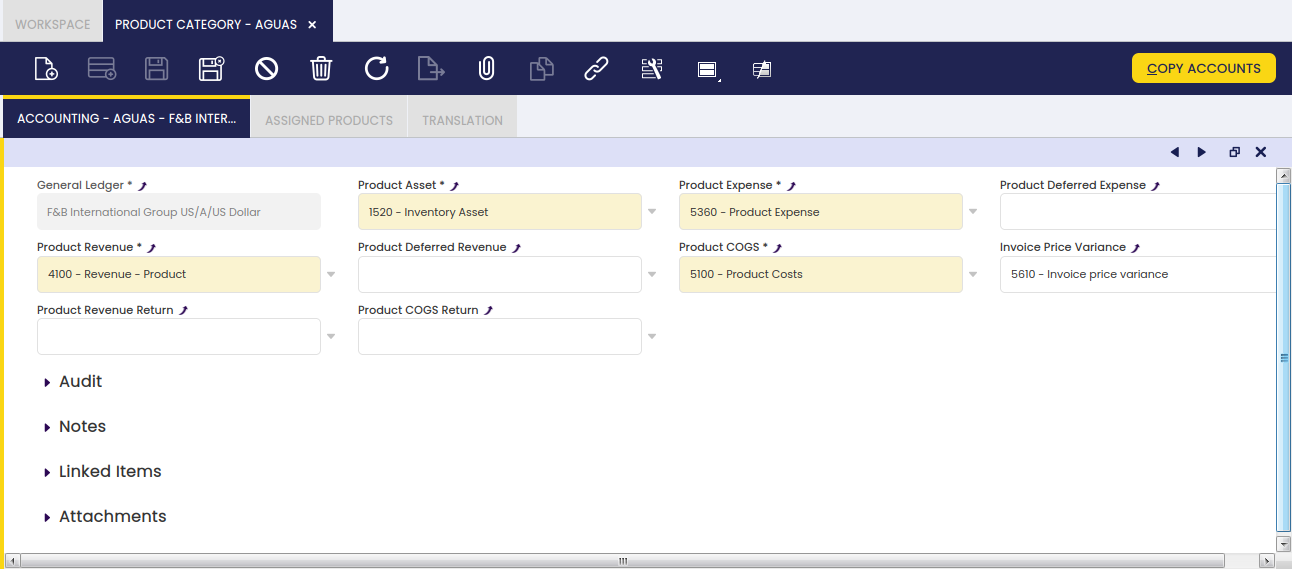 WORKSPACE
PRODUCT CATEGORY - AGUAS
COPY ACCOUNTS
ACCOUNTING - AGUAS - F&B INTER...
ASSIGNED PRODUCTS
TRANSLATION
General Ledger *
Product Asset *
Product Expense *
Product Deferred Expense
F&B International Group US/A/US Dollar
1520 - Inventory Asset
5360 - Product Expense
Product Revenue *
Product Deferred Revenue
Product COGS *
Invoice Price Variance
4100 - Revenue - Product
5100 - Product Costs
5610 - Invoice price variance
Product Revenue Return
Product COGS Return
Audit
Notes
Linked Items
Attachments